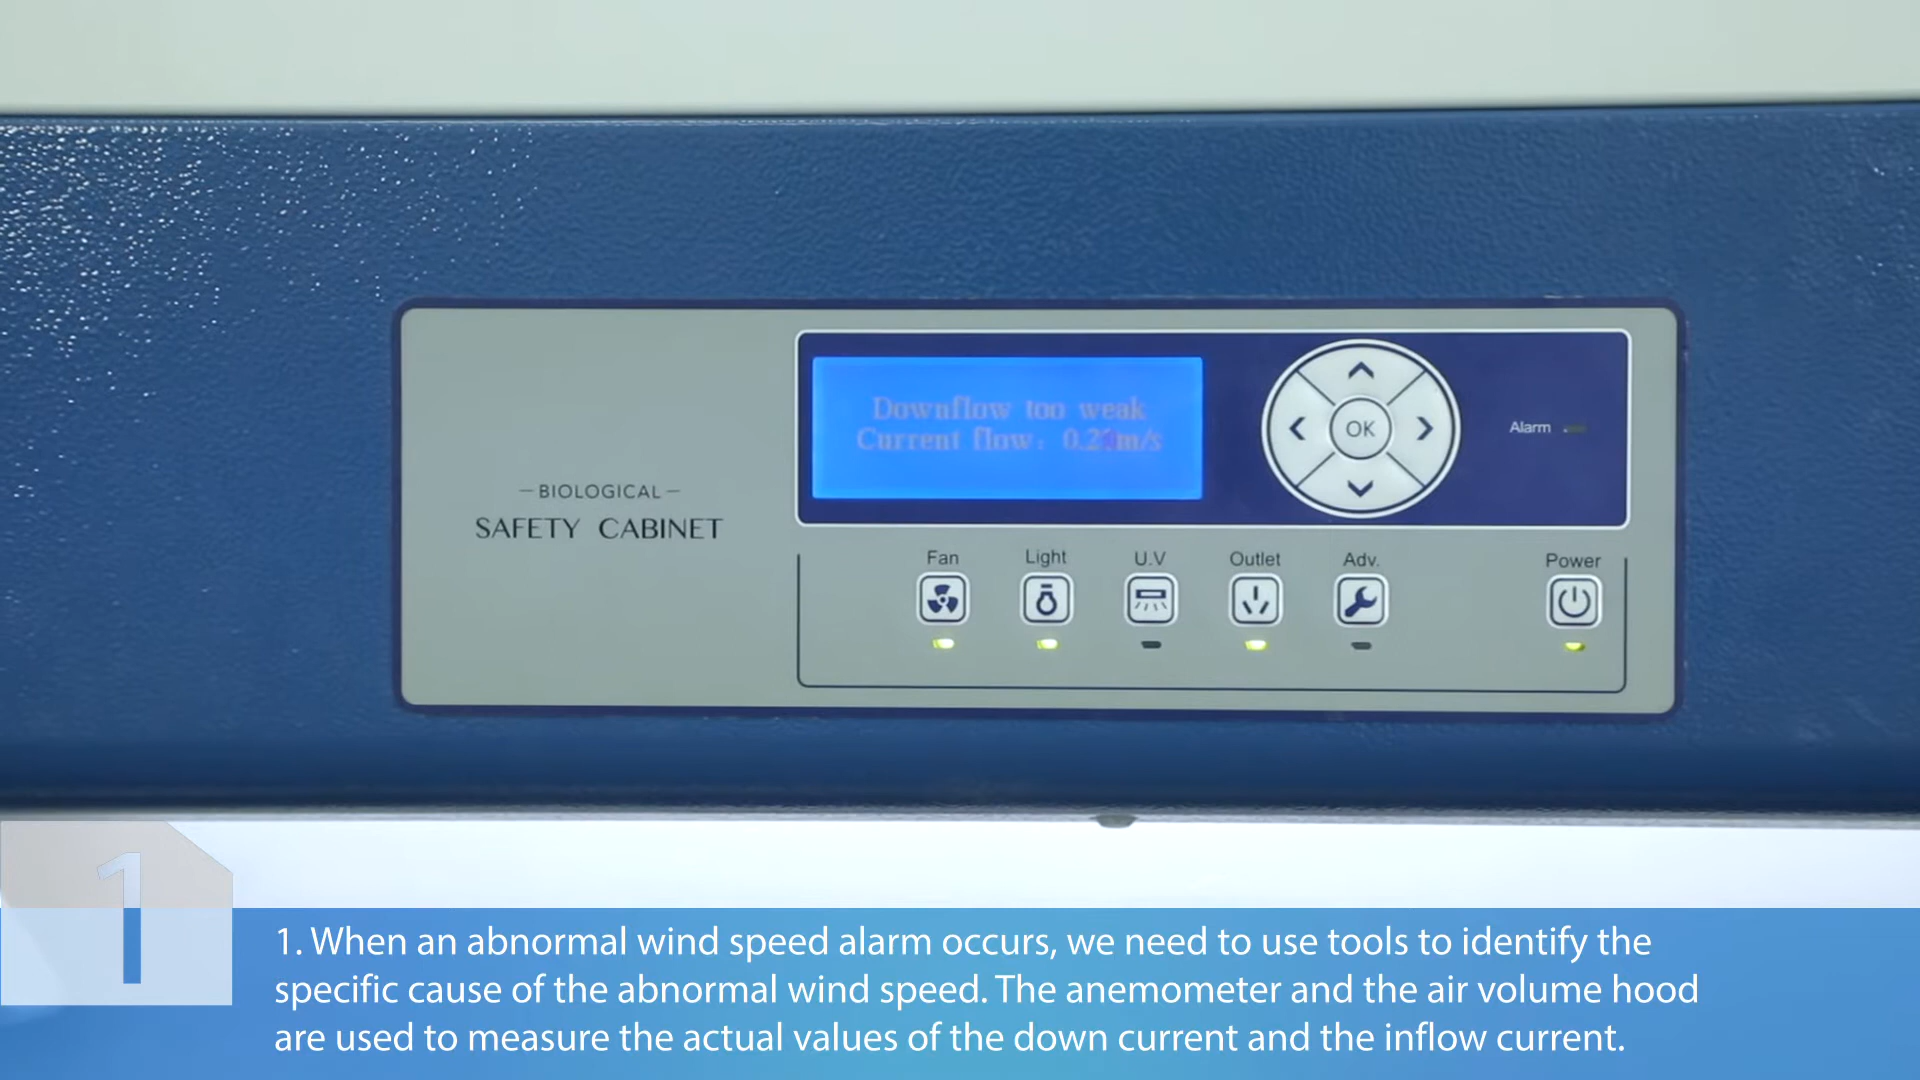 Downflow too weak
Current flow: m/s
OK
Alarm
BIOLOGICAL
SAFETY CABINET
Fan Light U.V Outlet Adv. Power
1
1. When an abnormal wind speed alarm occurs, we need to use tools to identify the
specific cause of the abnormal wind speed. The anemometer and the air volume hood
are used to measure the actual values of the down current and the inflow current.